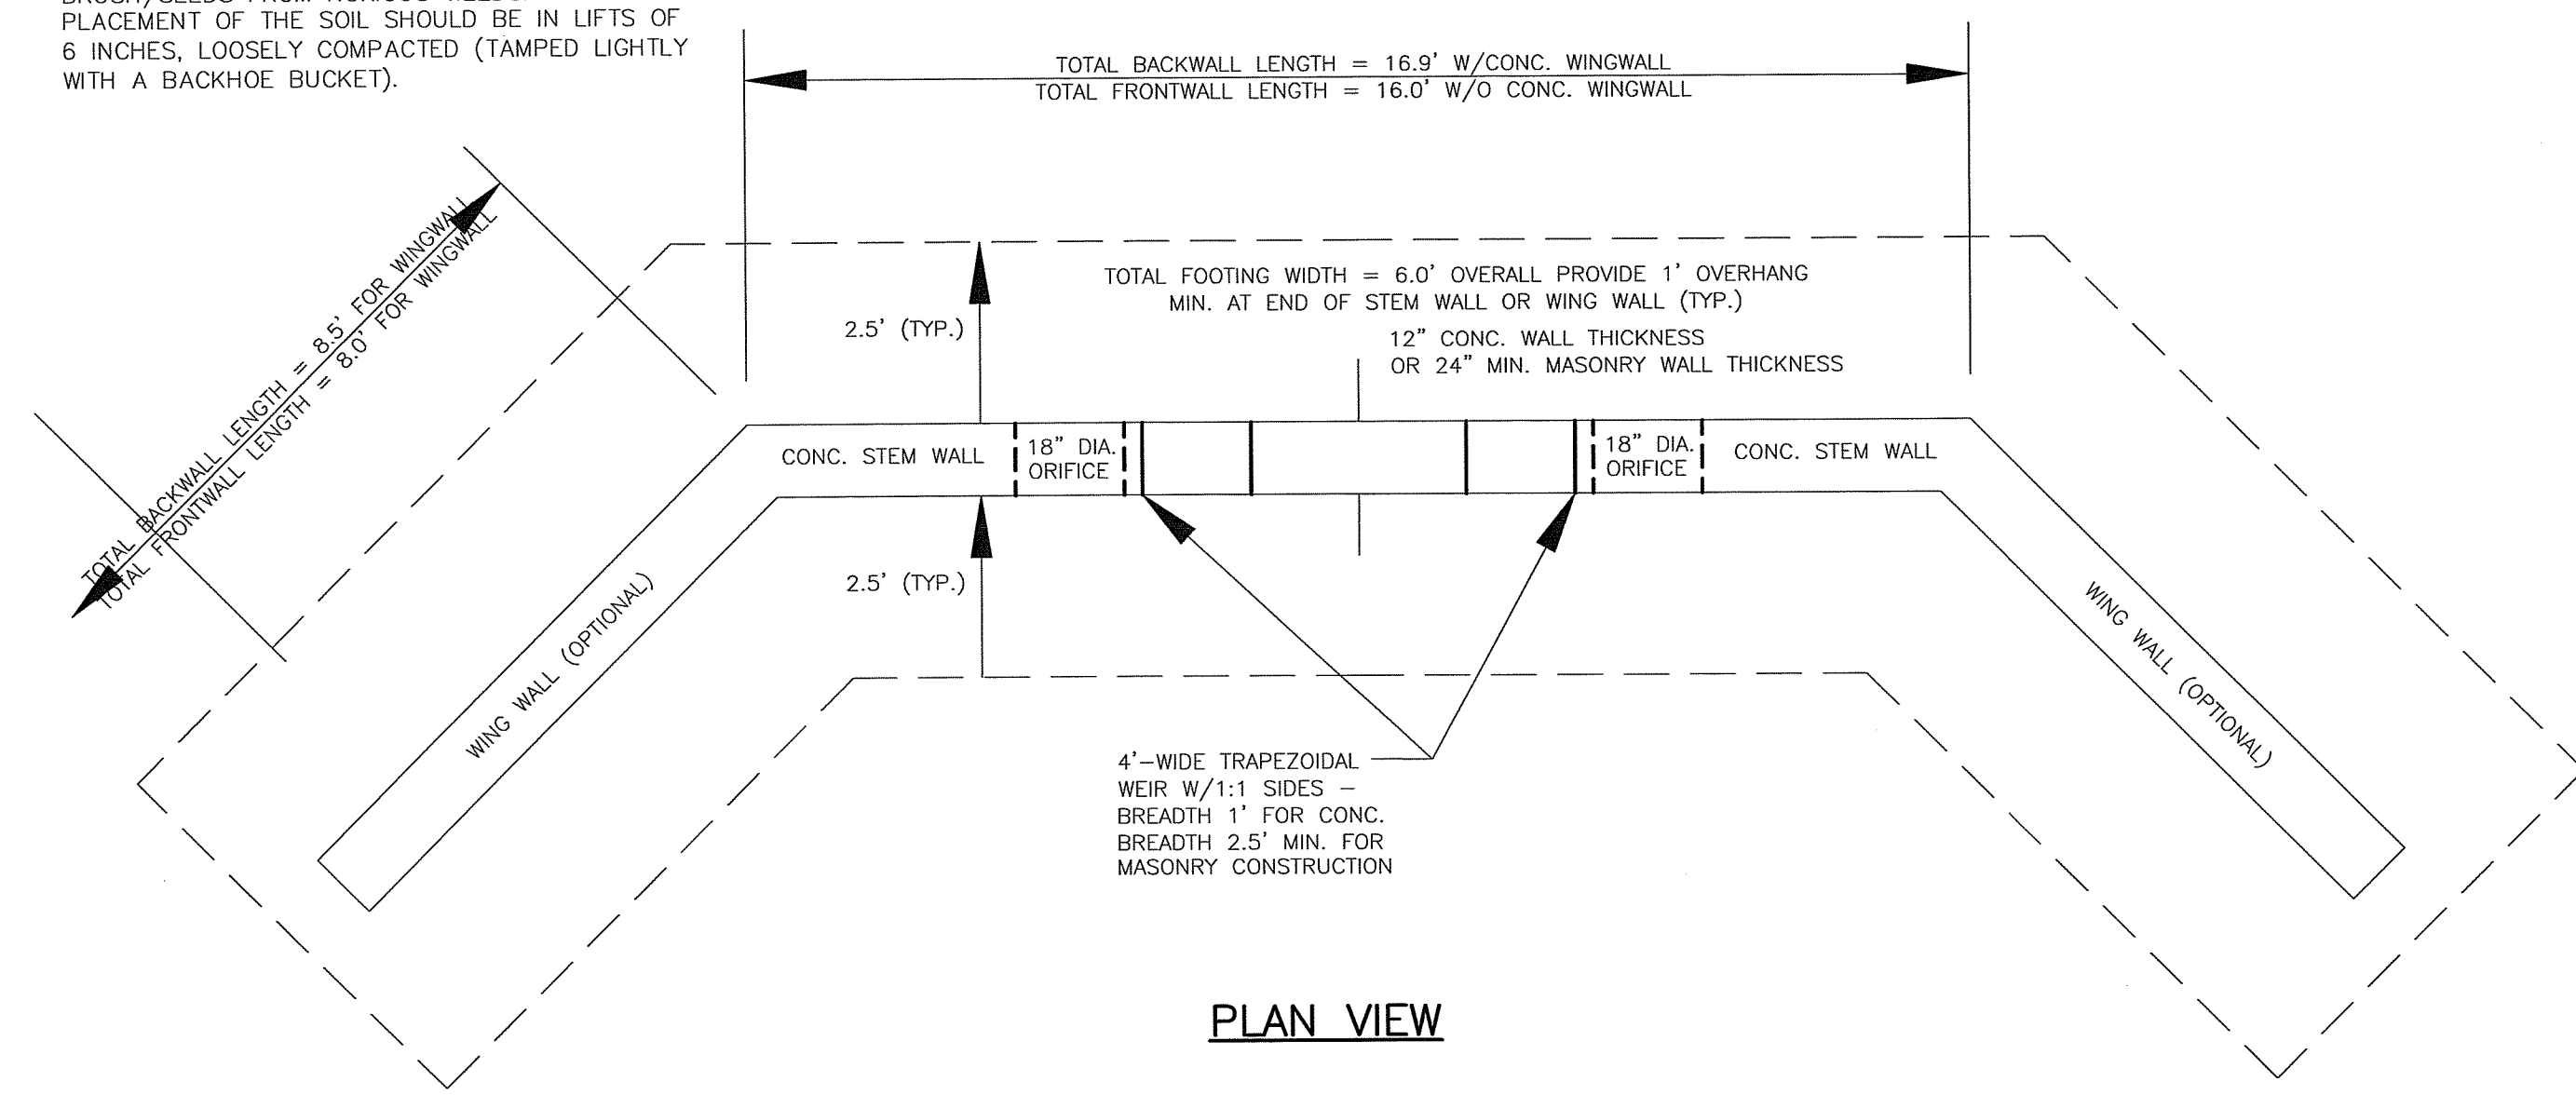 PLACEMENT OF THE SOIL SHOULD BE IN LIFTS OF
6 INCHES, LOOSELY COMPACTED (TAMPED LIGHTLY
WITH A BACKHOE BUCKET).
TOTAL BACKWALL LENGTH = 16.9' W/CONC. WINGWALL
TOTAL FRONTWALL LENGTH = 16.0' W/O CONC. WINGWALL
TOTAL BACKWALL LENGTH = 8.5' FOR WINGWALL
TOTAL FRONTWALL LENGTH = 8.0' FOR WINGWALL
TOTAL FOOTING WIDTH = 6.0' OVERALL PROVIDE 1' OVERHANG
MIN. AT END OF STEM WALL OR WING WALL (TYP.)
2.5' (TYP.)
12" CONC. WALL THICKNESS
OR 24" MIN. MASONRY WALL THICKNESS
CONC. STEM WALL
18" DIA.
ORIFICE
18" DIA.
ORIFICE
CONC. STEM WALL
2.5' (TYP.)
WING WALL (OPTIONAL)
WING WALL (OPTIONAL)
4'-WIDE TRAPEZOIDAL
WEIR W/1:1 SIDES -
BREADTH 1' FOR CONC.
BREADTH 2.5' MIN. FOR
MASONRY CONSTRUCTION
PLAN VIEW